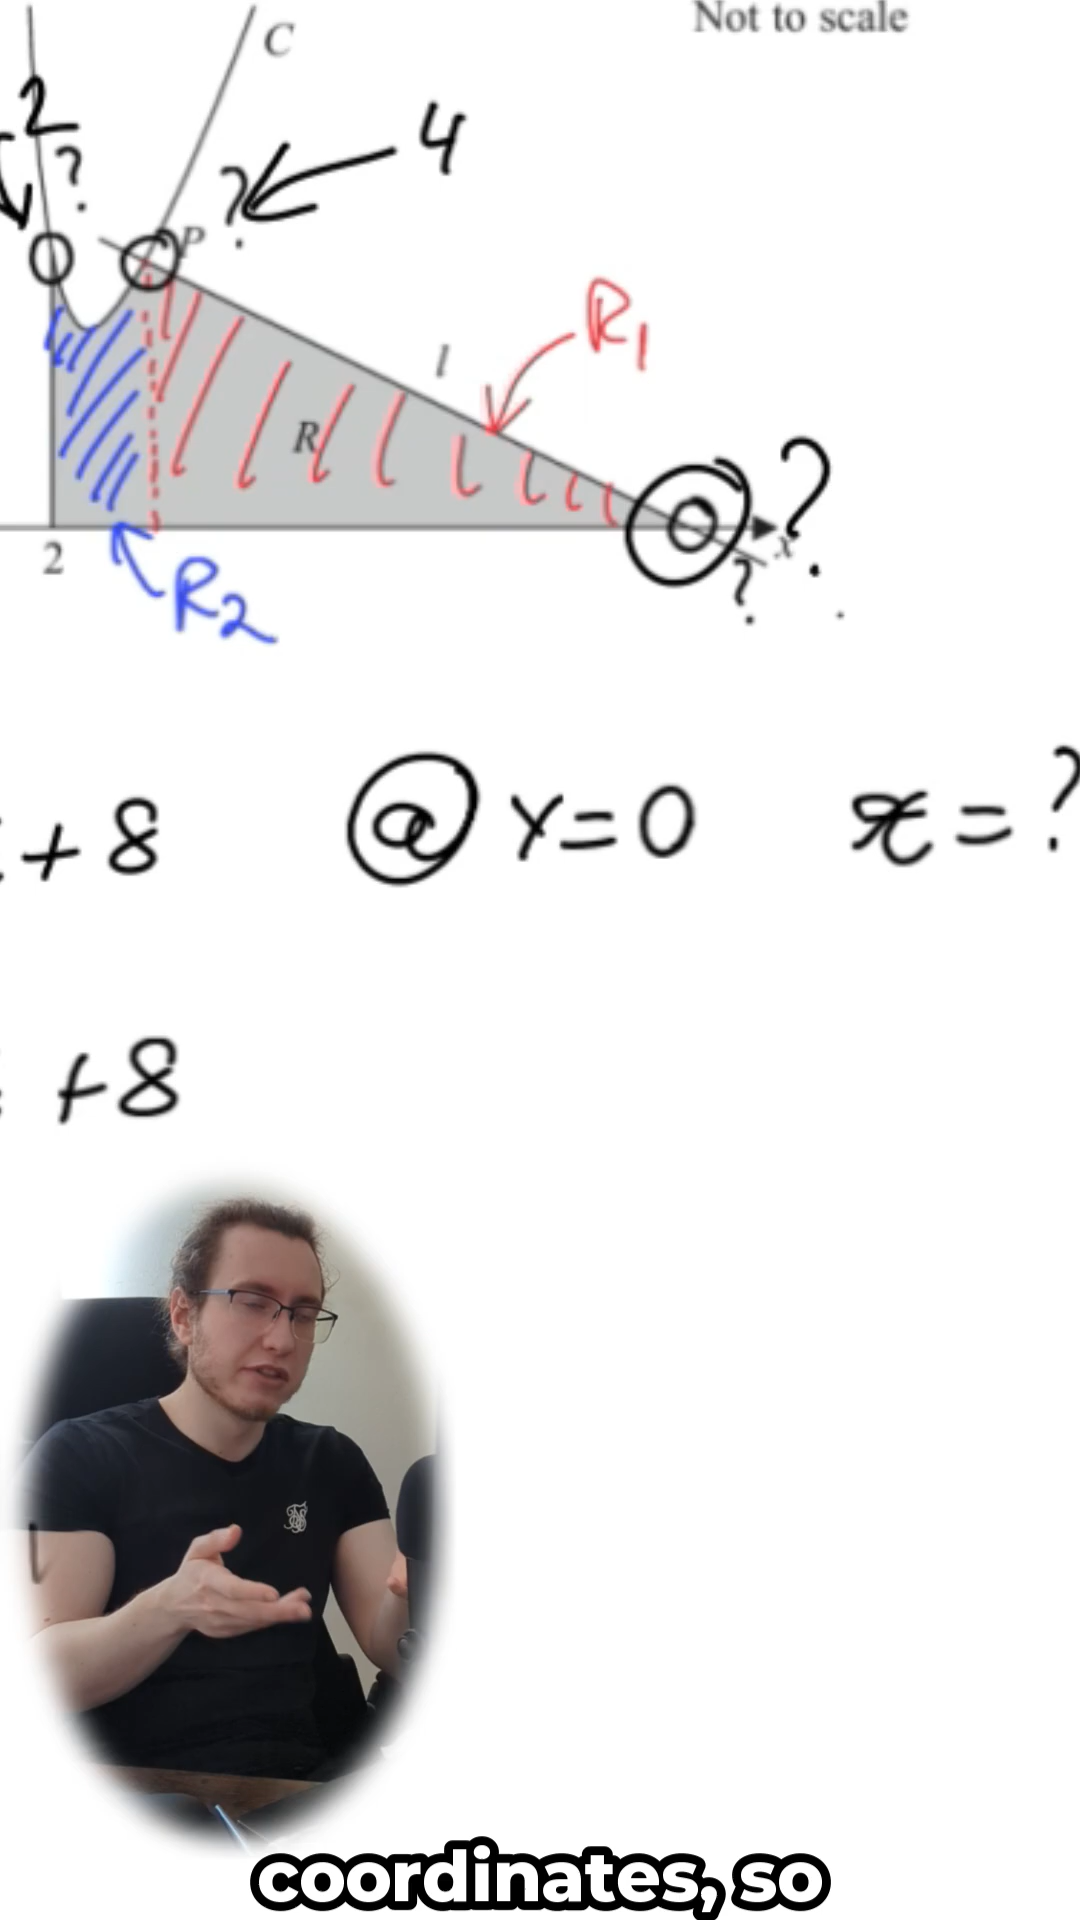 Not to scale
C
2
?
4
?
P
R1
l
R
?
x
?
2
R2
+ 8
@ y=0 x = ?
+8
coordinates, so